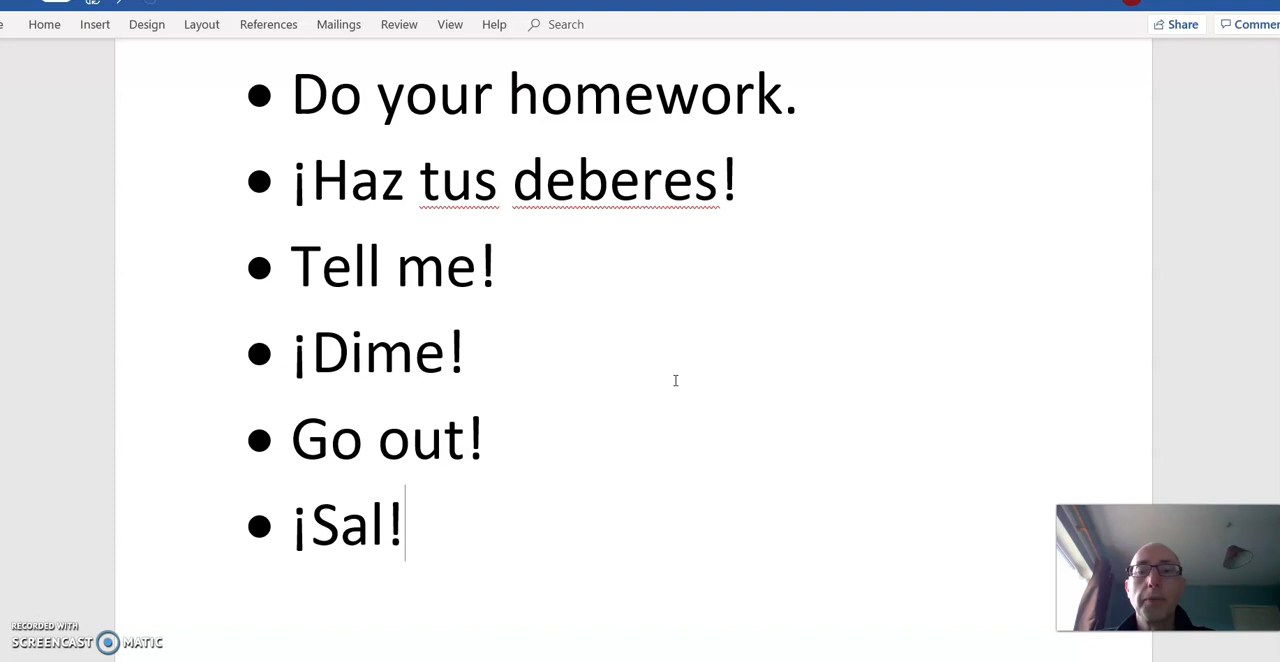 Home Insert Design Layout References Mailings Review View Help Search Share
• Do your homework.
• ¡Haz tus deberes!
• Tell me!
• ¡Dime!
• Go out!
• ¡Sal!
RECORDED WITH
SCREENCAST MATIC